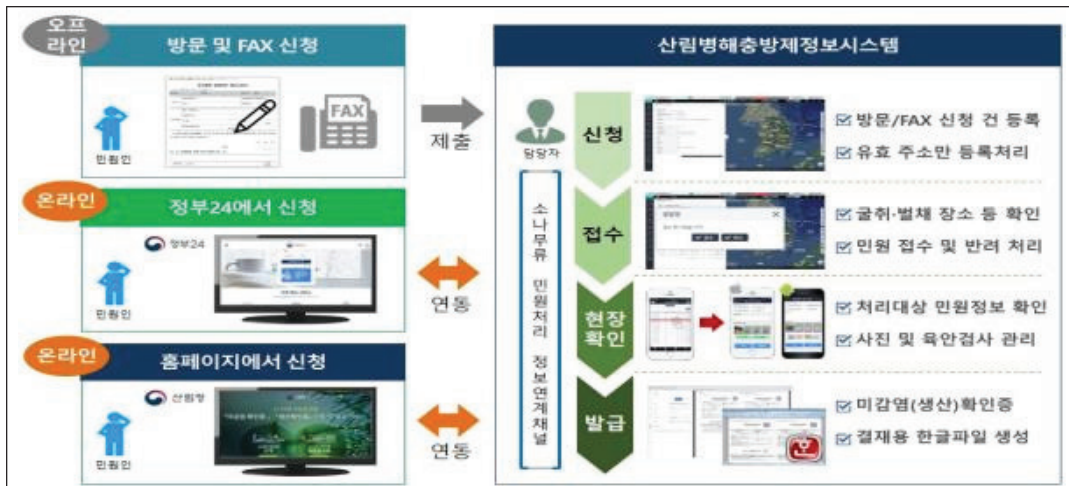 오프
라인
방문 및 FAX 신청
FAX
민원인
제출
온라인
정부24에서 신청
정부24
민원인
연동
온라인
홈페이지에서 신청
산림청
민원인
연동
산림병해충방제정보시스템
담당자
소나무류 민원처리 정보연계채널
신청
☑ 방문/FAX 신청 건 등록
☑ 유효 주소만 등록처리
접수
☑ 굴취·벌채 장소 등 확인
☑ 민원 접수 및 반려 처리
현장
확인
☑ 처리대상 민원정보 확인
☑ 사진 및 육안검사 관리
발급
☑ 미감염(생산)확인증
☑ 결재용 한글파일 생성